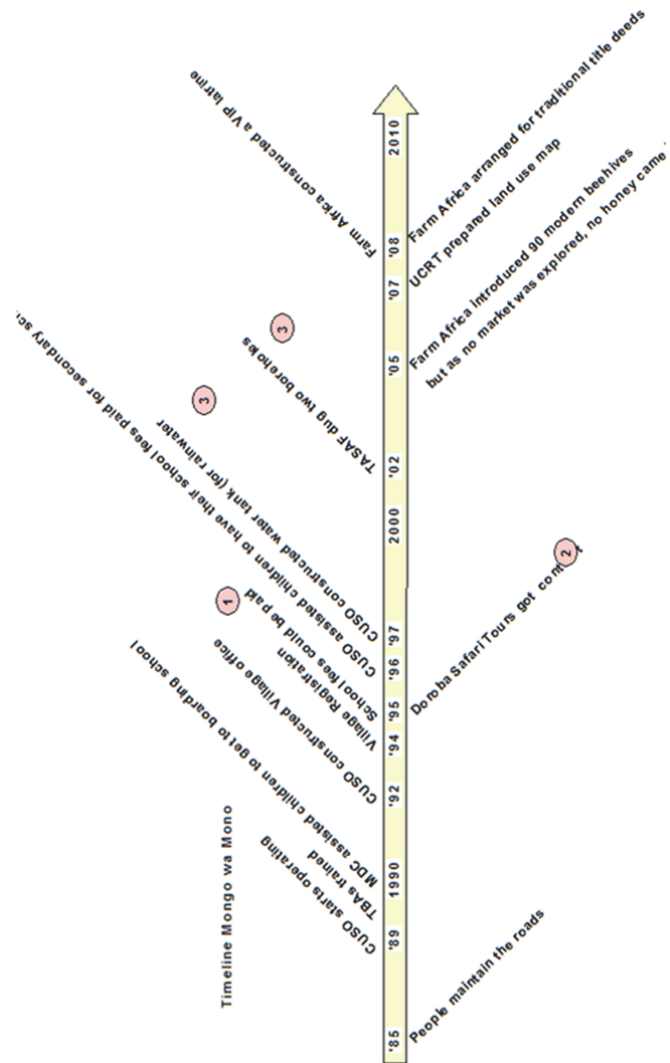 Timeline Mongo wa Mono
'85
'89
1990
'92
'94
'95
'96
'97
2000
'02
'05
'07
'08
2010
CUSO starts operating
TBAs trained
MDC assisted children to get to boarding school
CUSO constructed Village office
Village Registration
School fees could be paid
1
CUSO assisted children to have their school fees paid for secondary
CUSO constructed water tank (for rainwater
3
TASAF dug two boreholes
3
Farm Africa constructed a VIP latrine
People maintain the roads
Doroba Safari Tours got
2
Farm Africa introduced 90 modern beehives
but as no market was explored, no honey came
UCRT prepared land use map
Farm Africa arranged for traditional title deeds